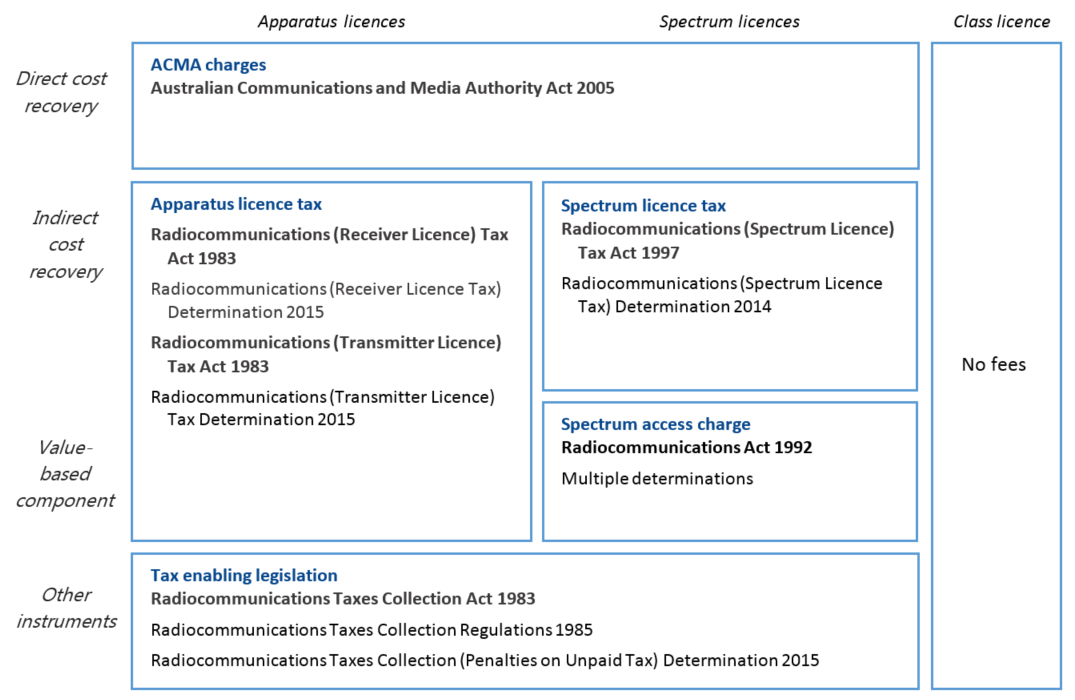 Apparatus licences
Spectrum licences
Class licence
Direct cost
recovery
ACMA charges
Australian Communications and Media Authority Act 2005
Indirect
cost
recovery
Apparatus licence tax
Radiocommunications (Receiver Licence) Tax
Act 1983
Radiocommunications (Receiver Licence Tax)
Determination 2015
Radiocommunications (Transmitter Licence)
Tax Act 1983
Radiocommunications (Transmitter Licence)
Tax Determination 2015
Spectrum licence tax
Radiocommunications (Spectrum Licence)
Tax Act 1997
Radiocommunications (Spectrum Licence
Tax) Determination 2014
No fees
Value-
based
component
Spectrum access charge
Radiocommunications Act 1992
Multiple determinations
Other
instruments
Tax enabling legislation
Radiocommunications Taxes Collection Act 1983
Radiocommunications Taxes Collection Regulations 1985
Radiocommunications Taxes Collection (Penalties on Unpaid Tax) Determination 2015